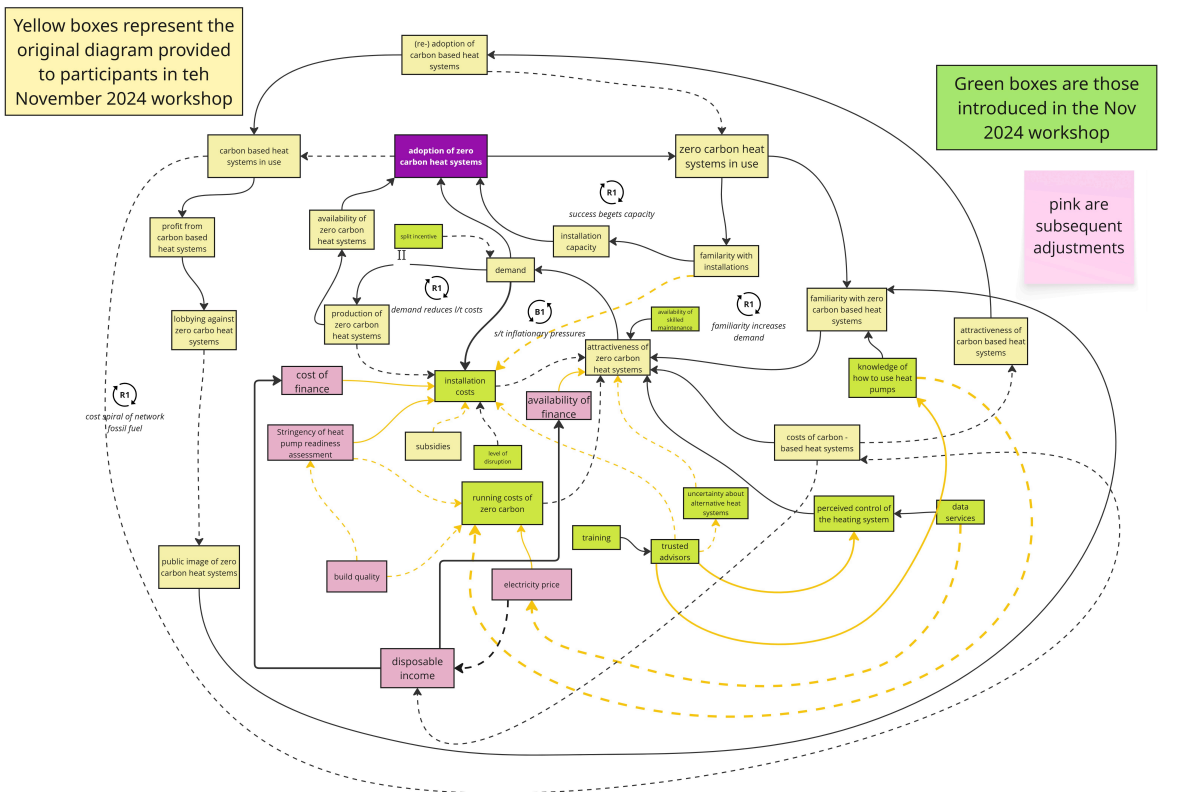 Yellow boxes represent the
original diagram provided
to participants in teh
November 2024 workshop
(re-) adoption of
carbon based heat
systems
Green boxes are those
introduced in the Nov
2024 workshop
carbon based heat
systems in use
adoption of zero
carbon heat systems
zero carbon heat
systems in use
pink are
subsequent
adjustments
R1
success begets capacity
profit from
carbon based
heat systems
availability of
zero carbon
heat systems
split incentive
installation
capacity
familarity with
installations
II
demand
R1
demand reduces l/t costs
B1
s/t inflationary pressures
R1
familiarity increases
demand
familiarity with zero
carbon based heat
systems
lobbying against
zero carbo heat
systems
production of
zero carbon
heat systems
availability of
skilled
maintenance
attractiveness of
carbon based heat
systems
attractiveness of
zero carbon
heat systems
cost of
finance
installation
costs
knowledge of
how to use heat
pumps
R1
cost spiral of network
fossil fuel
availability of
finance
Stringency of heat
pump readiness
assessment
subsidies
level of
disruption
costs of carbon -
based heat systems
running costs of
zero carbon
uncertainty about
alternative heat
systems
perceived control of
the heating system
data
services
training
trusted
advisors
public image of zero
carbon heat systems
build quality
electricity price
disposable
income